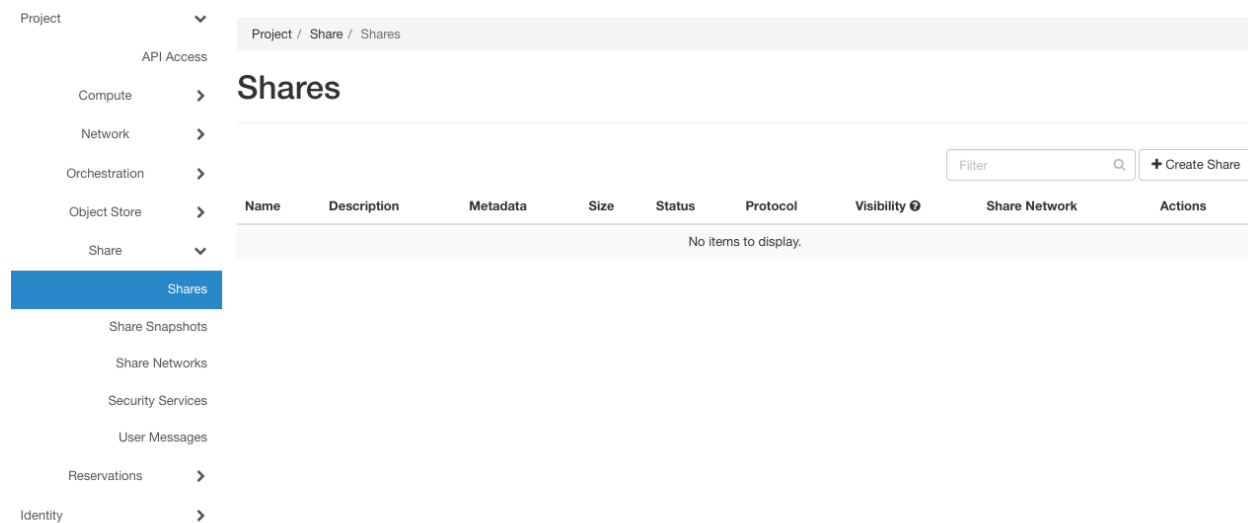 Project
API Access
Compute
Network
Orchestration
Object Store
Share
Shares
Share Snapshots
Share Networks
Security Services
User Messages
Reservations
Identity
Project / Share / Shares
Shares
Filter
Create Share
Name Description Metadata Size Status Protocol Visibility Share Network Actions
No items to display.